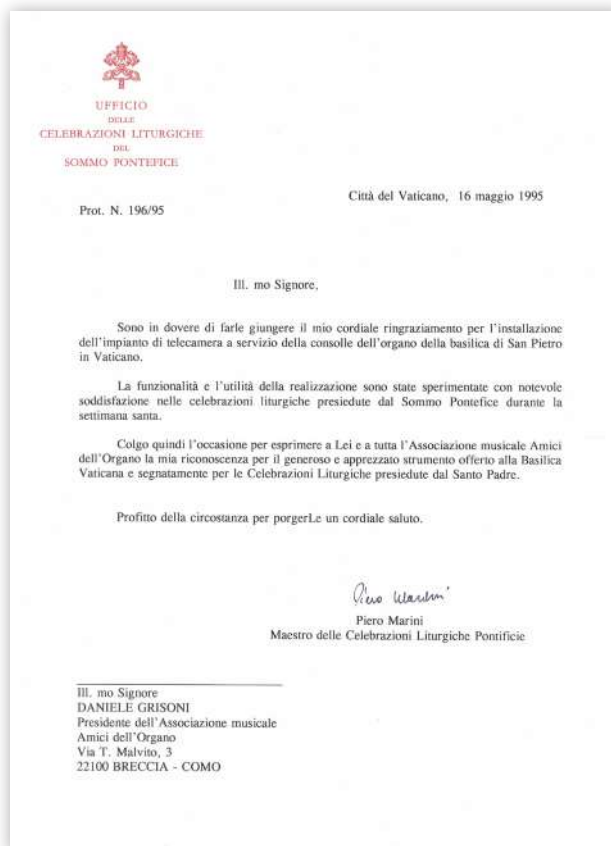 UFFICIO
DELLE
CELEBRAZIONI LITURGICHE
DEL
SOMMO PONTEFICE
Città del Vaticano, 16 maggio 1995
Prot. N. 196/95
Ill. mo Signore,
Sono in dovere di farle giungere il mio cordiale ringraziamento per l'installazione
dell'impianto di telecamera a servizio della consolle dell'organo della basilica di San Pietro
in Vaticano.
La funzionalità e l'utilità della realizzazione sono state sperimentate con notevole
soddisfazione nelle celebrazioni liturgiche presiedute dal Sommo Pontefice durante la
settimana santa.
Colgo quindi l'occasione per esprimere a Lei e a tutta l'Associazione musicale Amici
dell'Organo la mia riconoscenza per il generoso e apprezzato strumento offerto alla Basilica
Vaticana e segnatamente per le Celebrazioni Liturgiche presiedute dal Santo Padre.
Profitto della circostanza per porgerLe un cordiale saluto.
Piero Marini
Piero Marini
Maestro delle Celebrazioni Liturgiche Pontificie
Ill. mo Signore
DANIELE GRISONI
Presidente dell'Associazione musicale
Amici dell'Organo
Via T. Malvito, 3
22100 BRECCIA - COMO